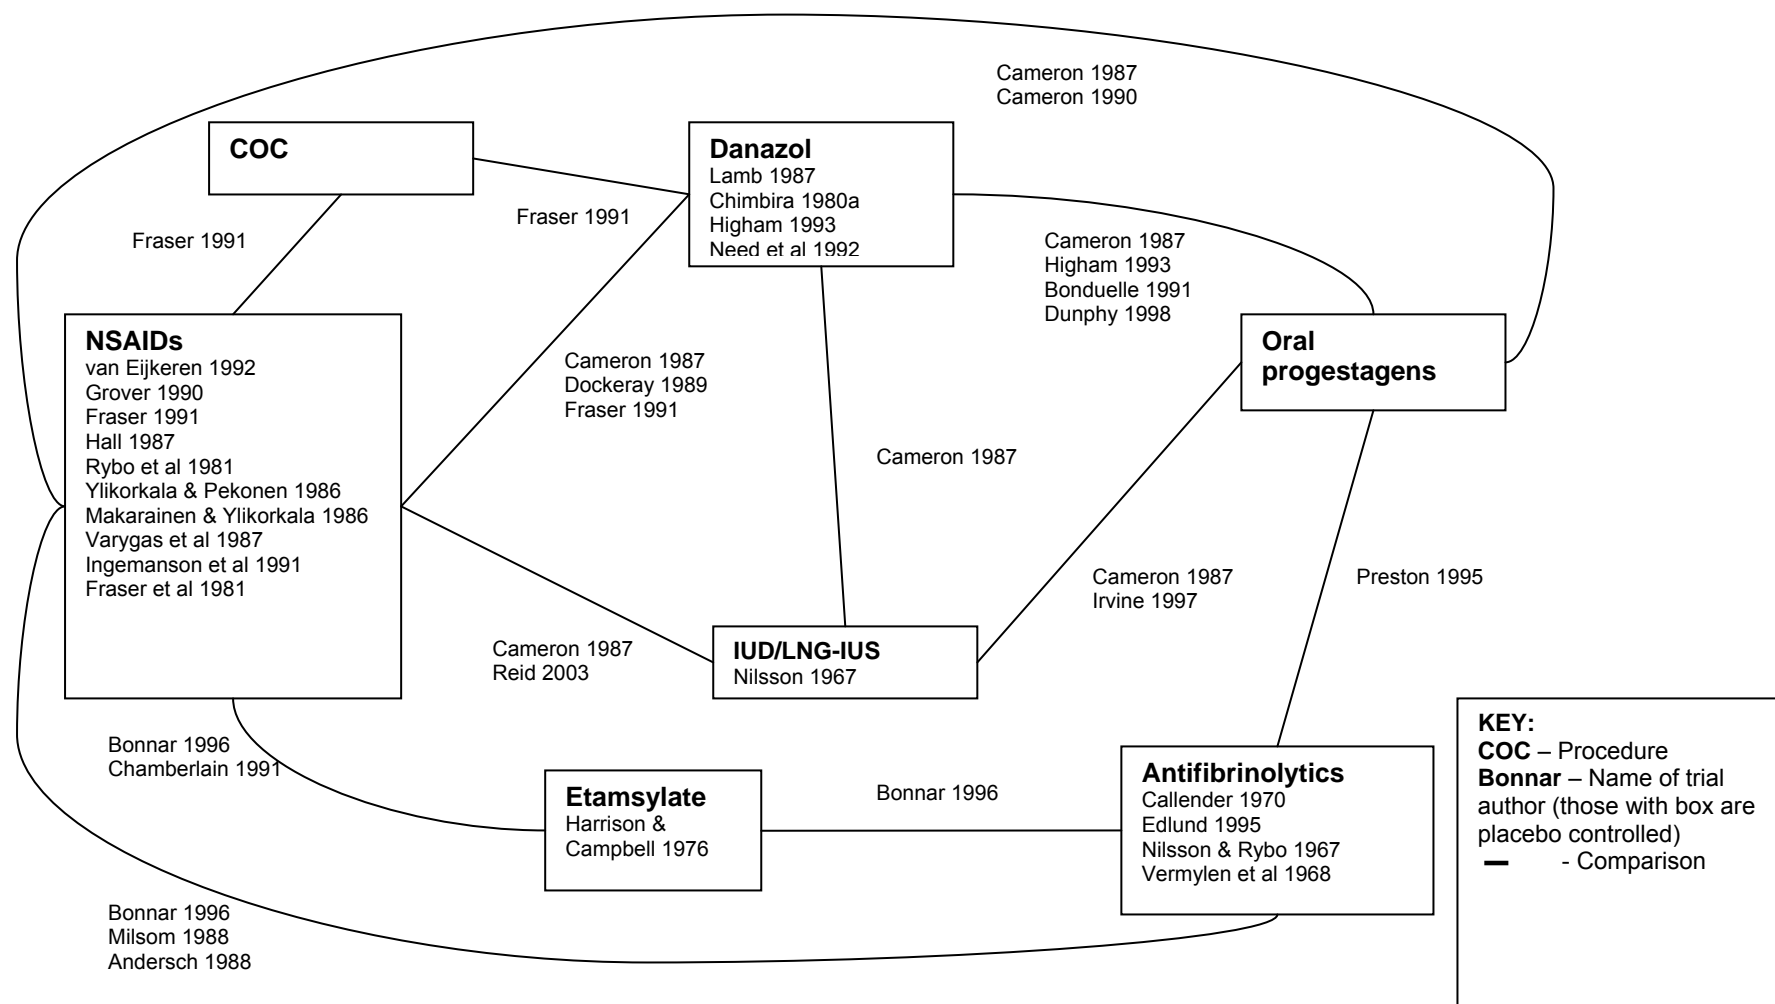 Cameron 1987
Cameron 1990
COC
Danazol
Lamb 1987
Chimbira 1980a
Higham 1993
Need et al 1992
Fraser 1991
Fraser 1991
Cameron 1987
Higham 1993
Bonduelle 1991
Dunphy 1998
NSAIDs
van Eijkeren 1992
Grover 1990
Fraser 1991
Hall 1987
Rybo et al 1981
Ylikorkala & Pekonen 1986
Makarainen & Ylikorkala 1986
Varygas et al 1987
Ingemanson et al 1991
Fraser et al 1981
Cameron 1987
Dockeray 1989
Fraser 1991
Oral
progestagens
Cameron 1987
Cameron 1987
Irvine 1997
Preston 1995
Cameron 1987
Reid 2003
IUD/LNG-IUS
Nilsson 1967
Bonnar 1996
Chamberlain 1991
Etamsylate
Harrison &
Campbell 1976
Bonnar 1996
Antifibrinolytics
Callender 1970
Edlund 1995
Nilsson & Rybo 1967
Vermylen et al 1968
KEY:
COC – Procedure
Bonnar – Name of trial
author (those with box are
placebo controlled)
- Comparison
Bonnar 1996
Milsom 1988
Andersch 1988